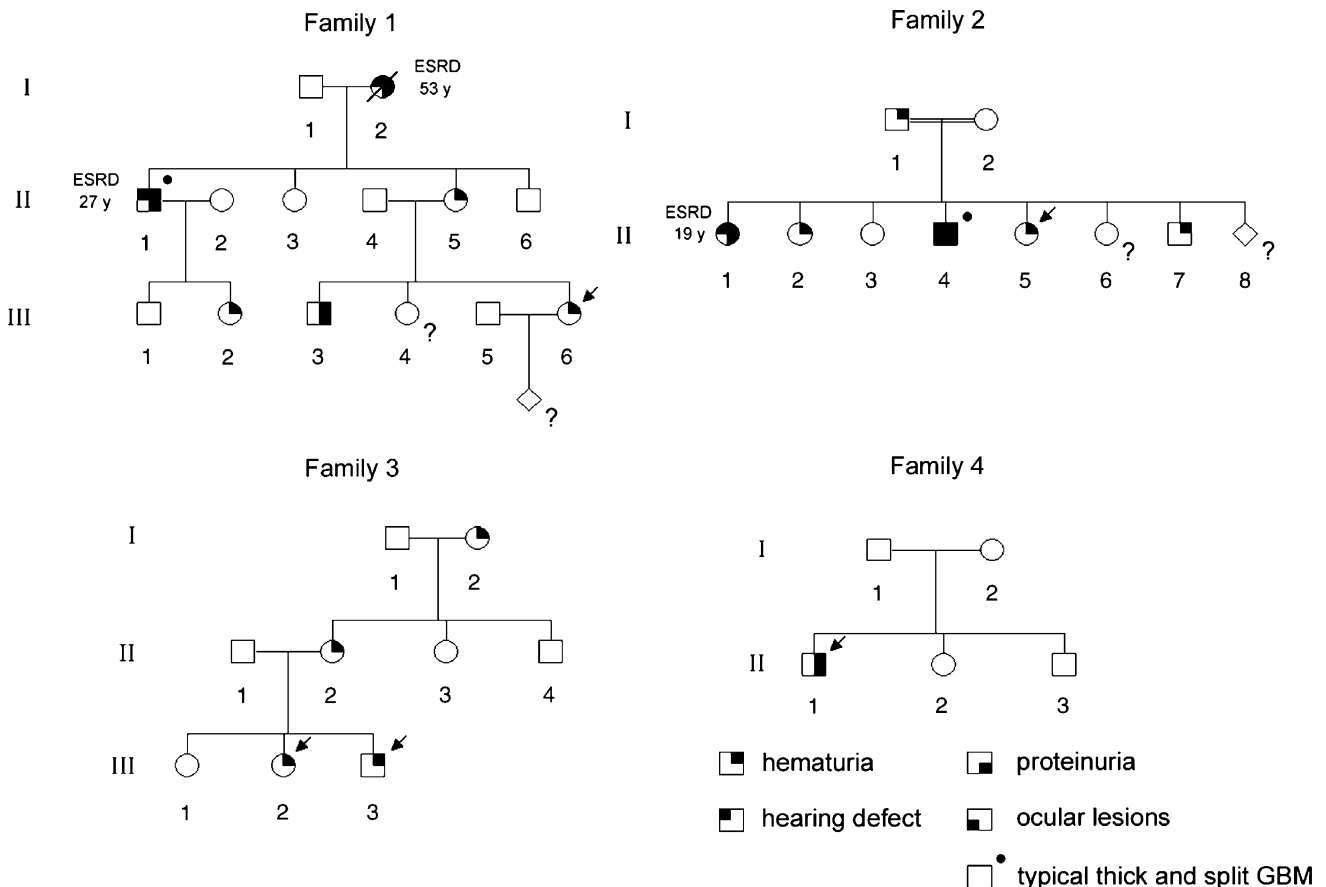 Family 1
I
ESRD
53 y
1 2
ESRD
27 y
II
1 2 3 4 5 6
III
?
1 2 3 4 5 6
?
Family 2
I
1 2
ESRD
19 y
II
? ?
1 2 3 4 5 6 7 8
Family 3
I
1 2
II
1 2 3 4
III
1 2 3
Family 4
I
1 2
II
1 2 3
hematuria
proteinuria
hearing defect
ocular lesions
typical thick and split GBM